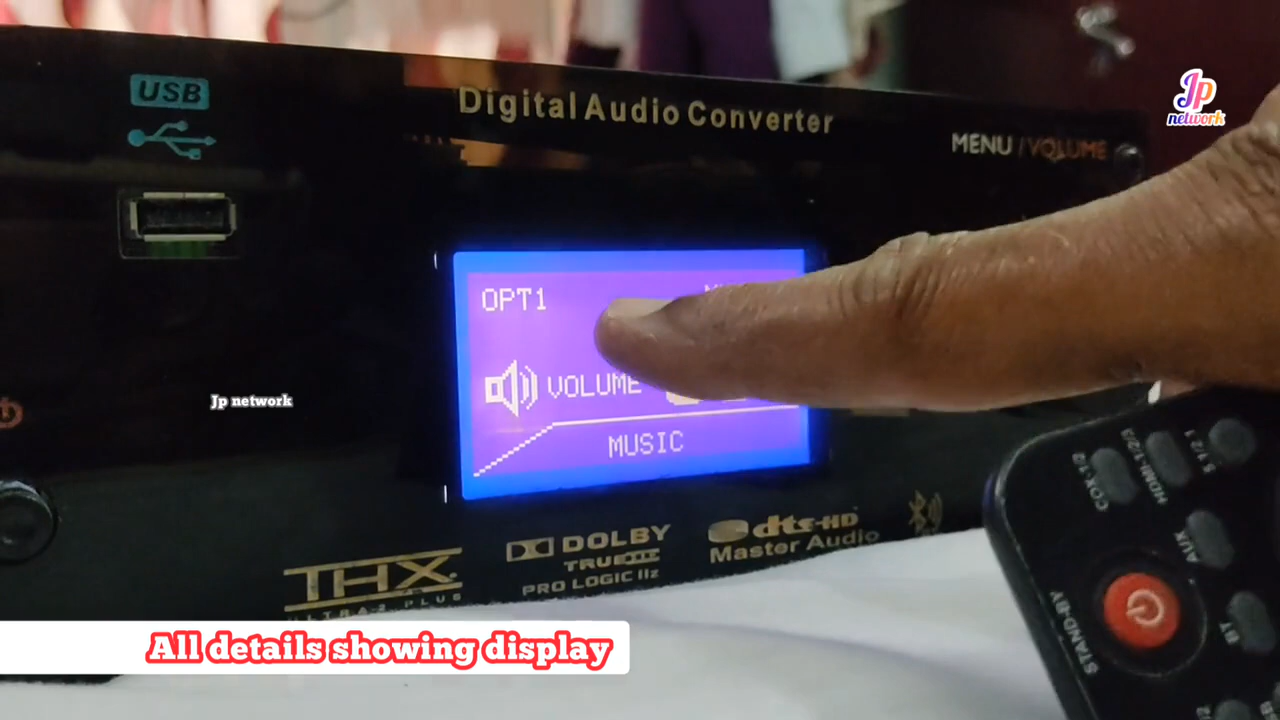 USB
Digital Audio Converter
MENU / VOLUME
Jp
network
OPT1
VOLUME
MUSIC
Jp network
THX
ULTRA2 PLUS
DOLBY
TRUEHD
PRO LOGIC IIz
dts-HD
Master Audio
COX-1/2
HDMI-1/2/3
5.1/2.1
AUX
BT
STAND-BY
All details showing display